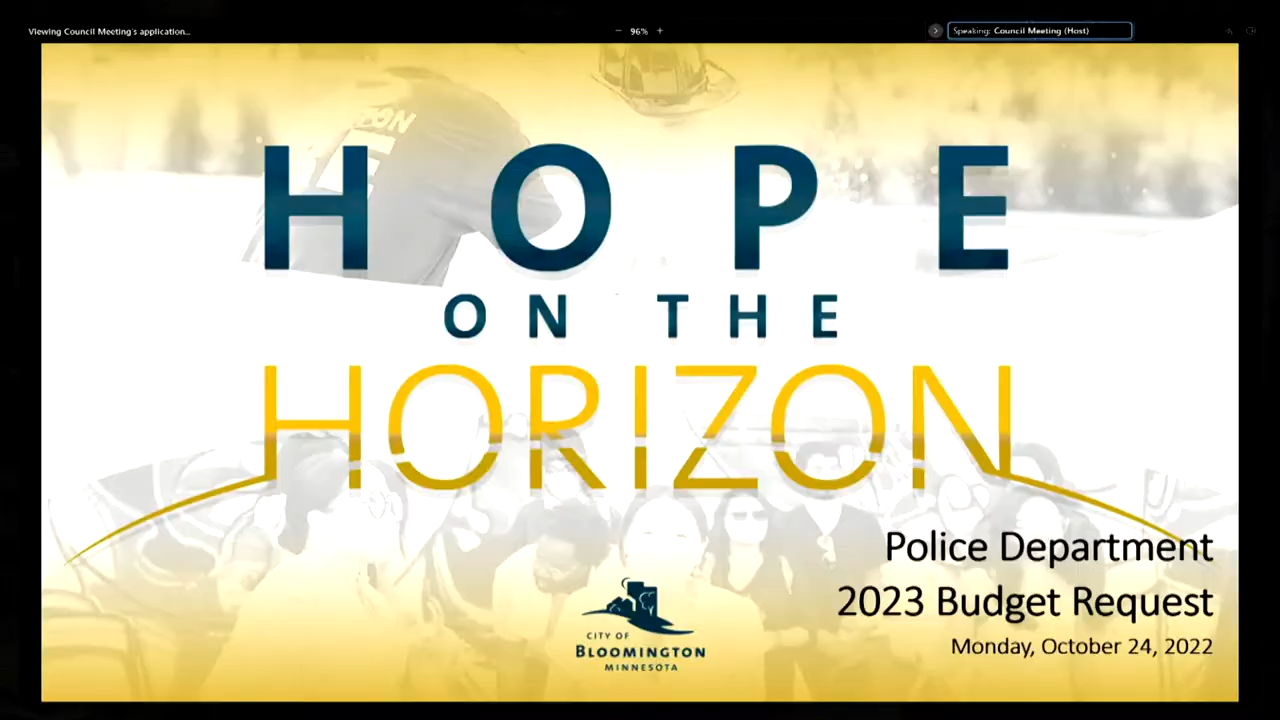 Viewing Council Meeting's application...
96%
Speaking: Council Meeting (Host)
ZON
HOPE
ON THE
HORIZON
Police Department
2023 Budget Request
Monday, October 24, 2022
CITY OF
BLOOMINGTON
MINNESOTA